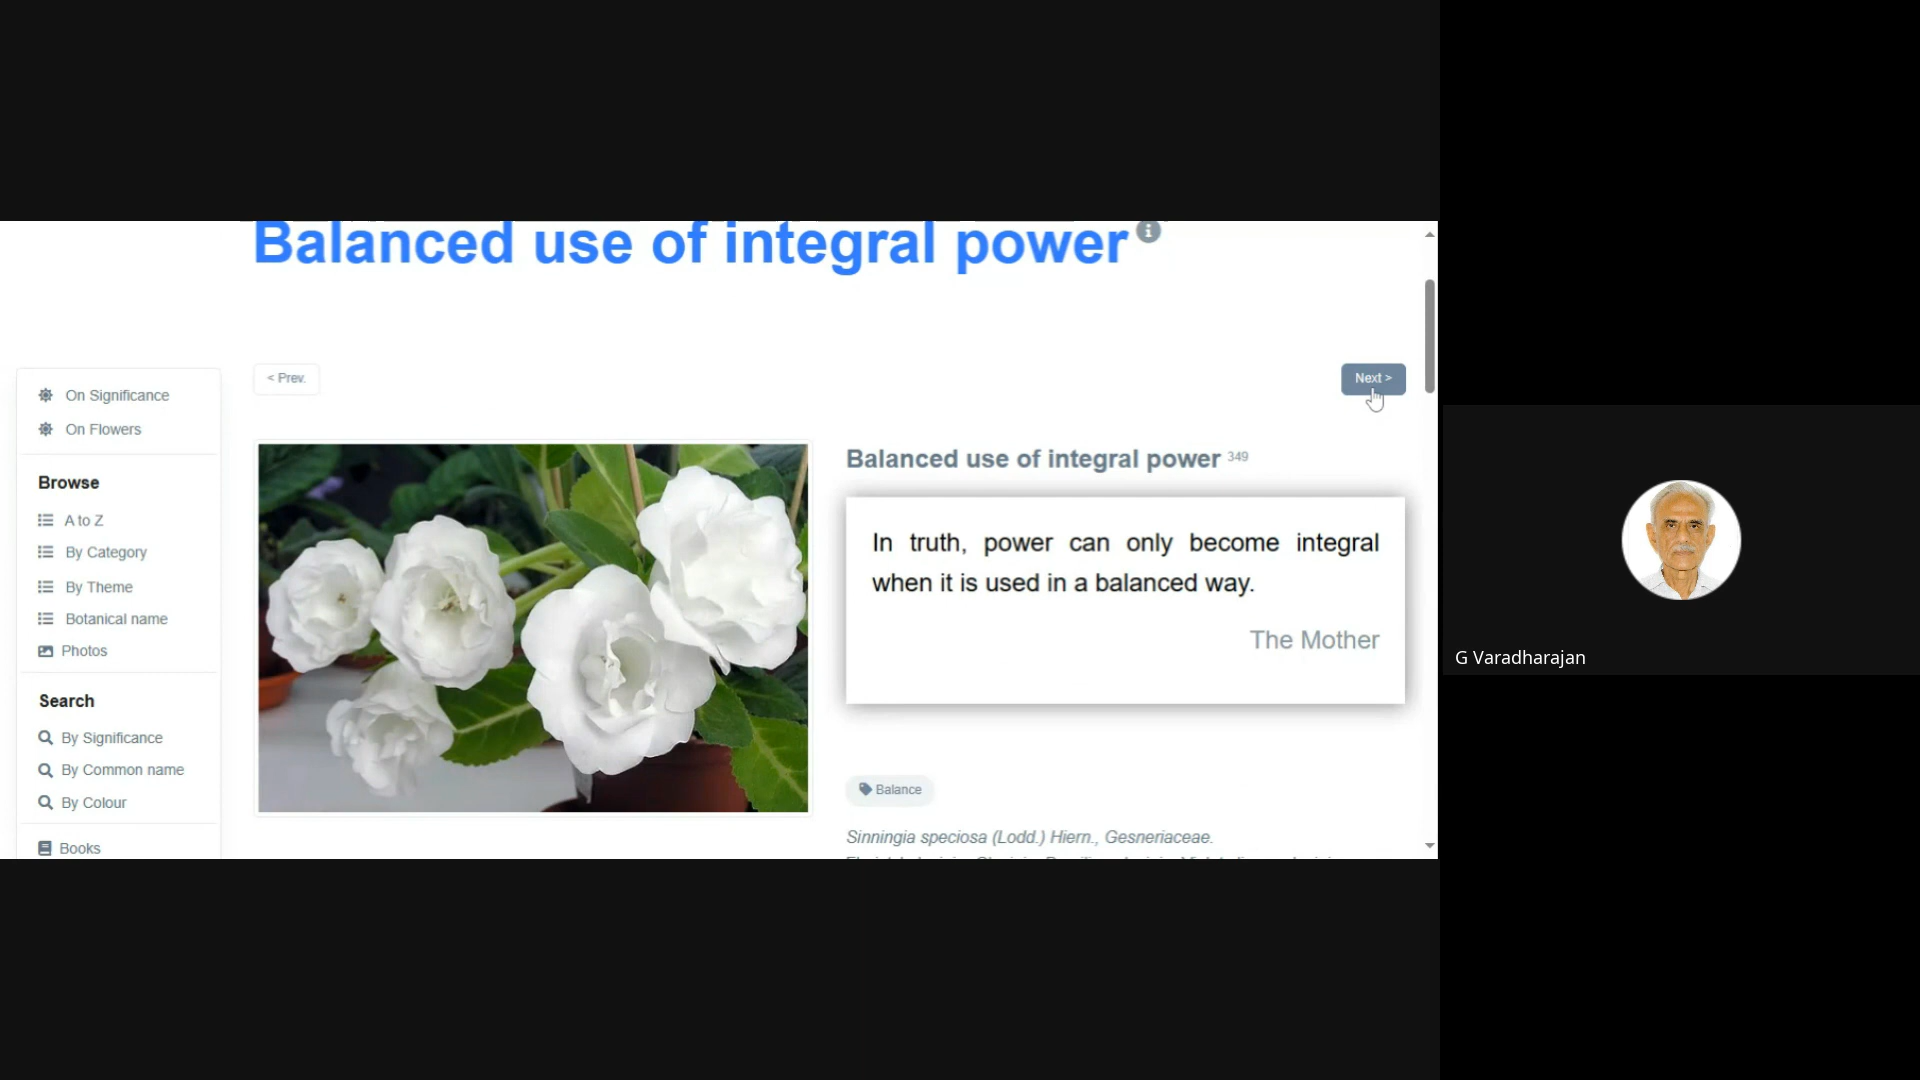 Balanced use of integral power
< Prev.
Next >
On Significance
On Flowers
Browse
A to Z
By Category
By Theme
Botanical name
Photos
Search
By Significance
By Common name
By Colour
Books
Balanced use of integral power 349
In truth, power can only become integral
when it is used in a balanced way.
The Mother
Balance
Sinningia speciosa (Lodd.) Hiern., Gesneriaceae.
G Varadharajan